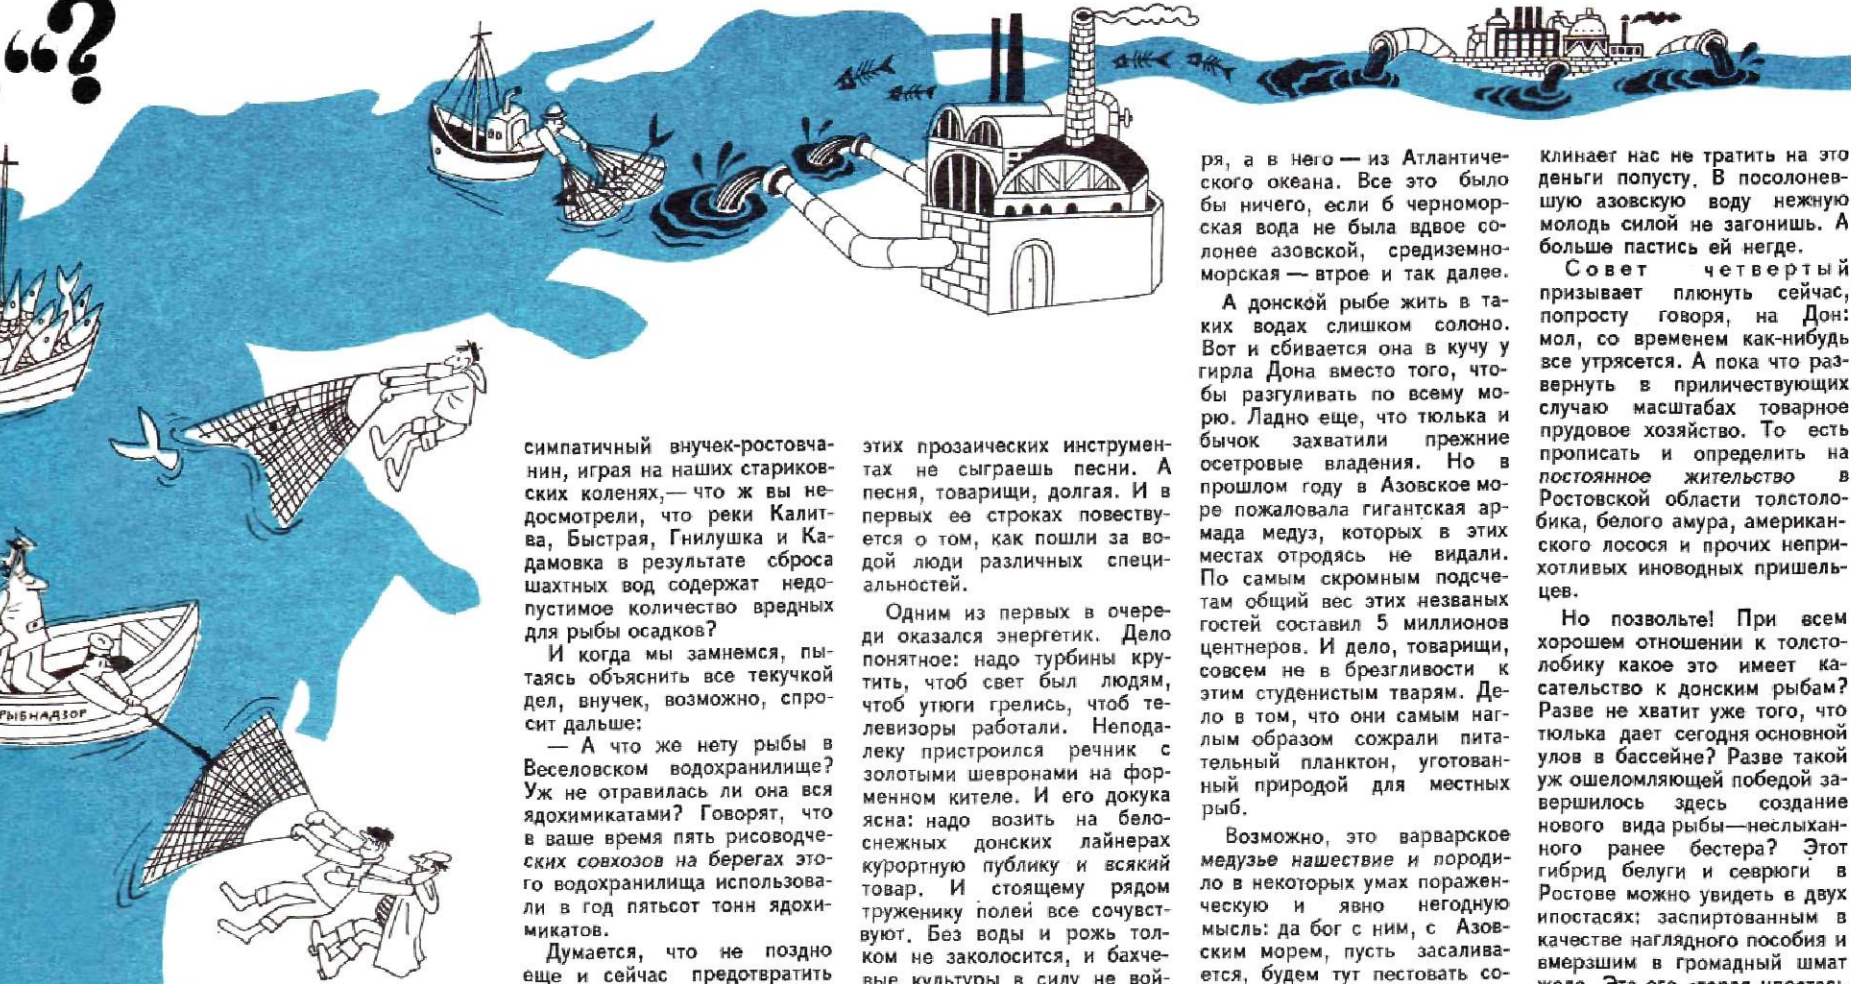 “?
РЫБНАДЗОР
симпатичный внучек-ростовча-
нин, играя на наших стариков-
ских коленях,— что ж вы не-
досмотрели, что реки Калит-
ва, Быстрая, Гнилушка и Ка-
дамовка в результате сброса
шахтных вод содержат недо-
пустимое количество вредных
для рыбы осадков?
И когда мы замнемся, пы-
таясь объяснить все текучкой
дел, внучек, возможно, спро-
сит дальше:
— А что же нету рыбы в
Веселовском водохранилище?
Уж не отравилась ли она вся
ядохимикатами? Говорят, что
в ваше время пять рисоводче-
ских совхозов на берегах это-
го водохранилища использова-
ли в год пятьсот тонн ядохи-
микатов.
Думается, что не поздно
еще и сейчас предотвратить
этих прозаических инструмен-
тах не сыграешь песни. А
песня, товарищи, долгая. И в
первых ее строках повеству-
ется о том, как пошли за во-
дой люди различных специ-
альностей.
Одним из первых в очере-
ди оказался энергетик. Дело
понятное: надо турбины кру-
тить, чтоб свет был людям,
чтоб утюги грелись, чтоб те-
левизоры работали. Непода-
леку пристроился речник с
золотыми шевронами на фор-
менном кителе. И его докука
ясна: надо возить на бело-
снежных донских лайнерах
курортную публику и всякий
товар. И стоящему рядом
труженику полей все сочувст-
вуют. Без воды и рожь тол-
ком не заколосится, и бахче-
вые культуры в силу не вой-
ря, а в него — из Атлантиче-
ского океана. Все это было
бы ничего, если б черномор-
ская вода не была вдвое со-
лонее азовской, средиземно-
морская — втрое и так далее.
А донской рыбе жить в та-
ких водах слишком солоно.
Вот и сбивается она в кучу у
гирла Дона вместо того, что-
бы разгуливать по всему мо-
рю. Ладно еще, что тюлька и
бычок захватили прежние
осетровые владения. Но в
прошлом году в Азовское мо-
ре пожаловала гигантская ар-
мада медуз, которых в этих
местах отродясь не видали.
По самым скромным подсче-
там общий вес этих незваных
гостей составил 5 миллионов
центнеров. И дело, товарищи,
совсем не в брезгливости к
этим студенистым тварям. Де-
ло в том, что они самым наг-
лым образом сожрали пита-
тельный планктон, уготован-
ный природой для местных
рыб.
Возможно, это варварское
медузье нашествие и породи-
ло в некоторых умах поражен-
ческую и явно негодную
мысль: да бог с ним, с Азов-
ским морем, пусть засалива-
ется, будем тут пестовать со-
клинает нас не тратить на это
деньги попусту. В посолонев-
шую азовскую воду нежную
молодь силой не загонишь. А
больше пастись ей негде.
Совет четвертый
призывает плюнуть сейчас,
попросту говоря, на Дон:
мол, со временем как-нибудь
все утрясется. А пока что раз-
вернуть в приличествующих
случаю масштабах товарное
прудовое хозяйство. То есть
прописать и определить на
постоянное жительство в
Ростовской области толстоло-
бика, белого амура, американ-
ского лосося и прочих непри-
хотливых иноводных пришель-
цев.
Но позвольте! При всем
хорошем отношении к толсто-
лобику какое это имеет ка-
сательство к донским рыбам?
Разве не хватит уже того, что
тюлька дает сегодня основной
улов в бассейне? Разве такой
уж ошеломляющей победой за-
вершилось здесь создание
нового вида рыбы—неслыхан-
ного ранее бестера? Этот
гибрид белуги и севрюги в
Ростове можно увидеть в двух
ипостасях: заспиртованным в
качестве наглядного пособия и
вмерзшим в громадный шмат